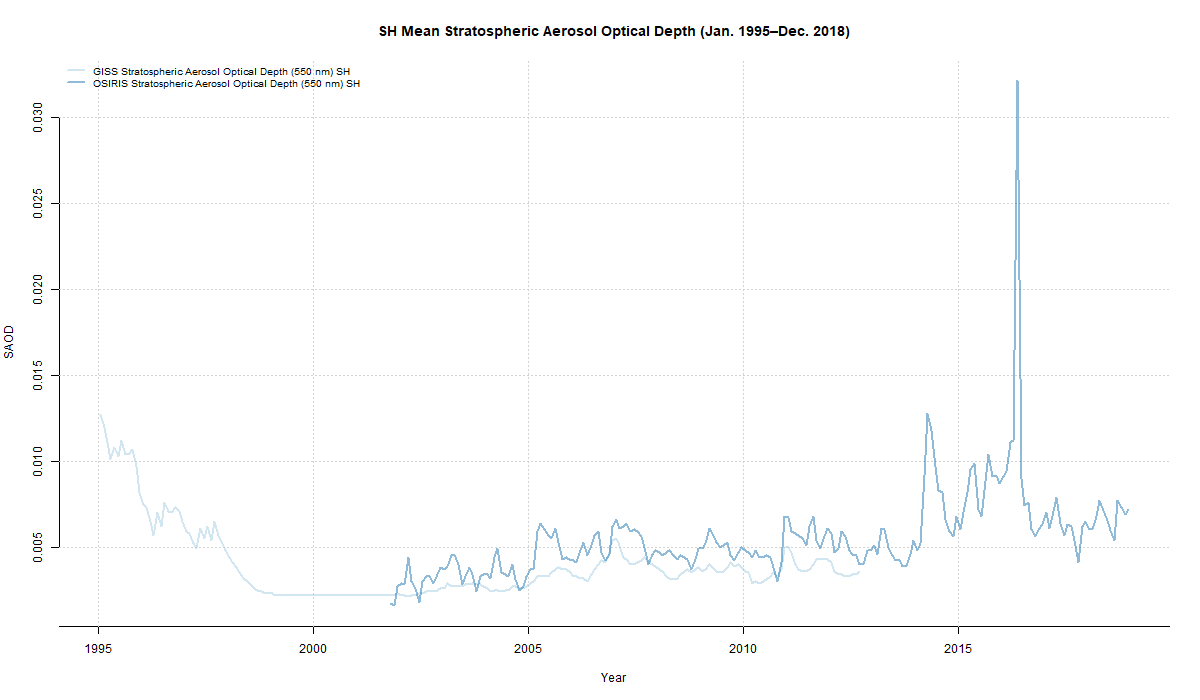 SH Mean Stratospheric Aerosol Optical Depth (Jan. 1995–Dec. 2018)
GISS Stratospheric Aerosol Optical Depth (550 nm) SH
OSIRIS Stratospheric Aerosol Optical Depth (550 nm) SH
0.030
0.025
0.020
0.015
0.010
0.005
SAOD
1995 2000 2005 2010 2015
Year